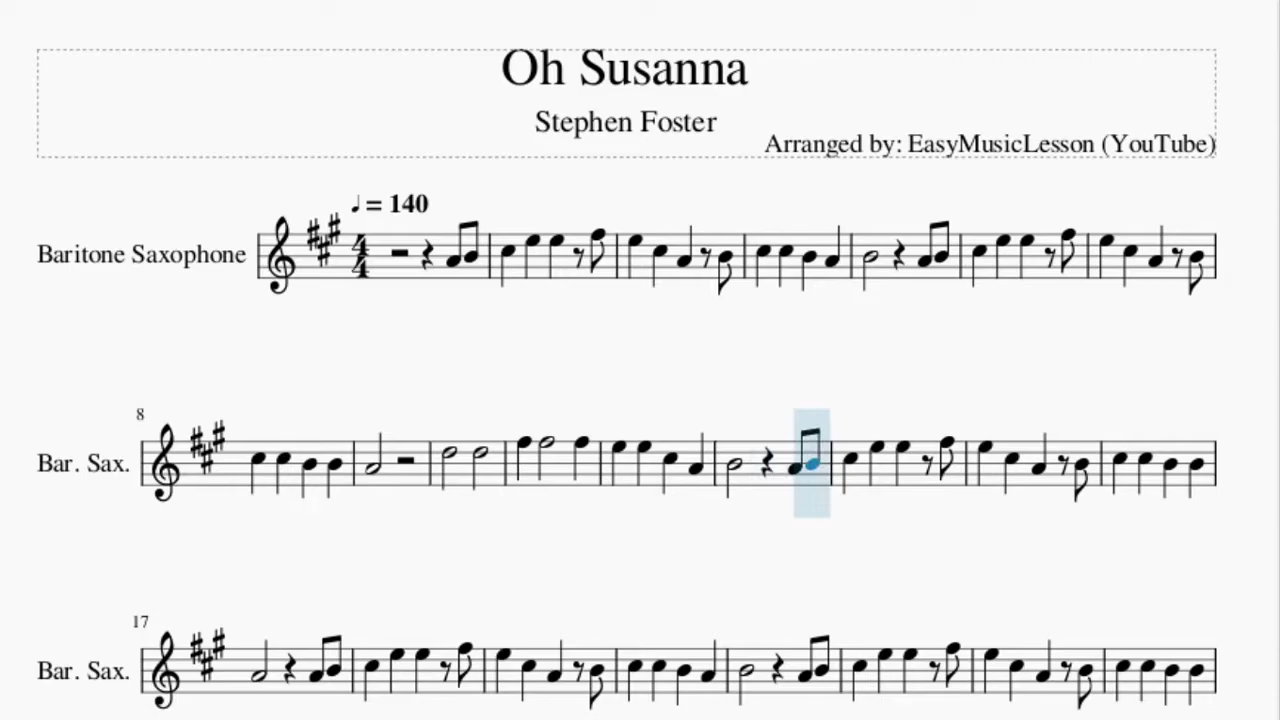 Oh Susanna
Stephen Foster
Arranged by: EasyMusicLesson (YouTube)
♩ = 140
Baritone Saxophone
4
4
8
Bar. Sax.
17
Bar. Sax.